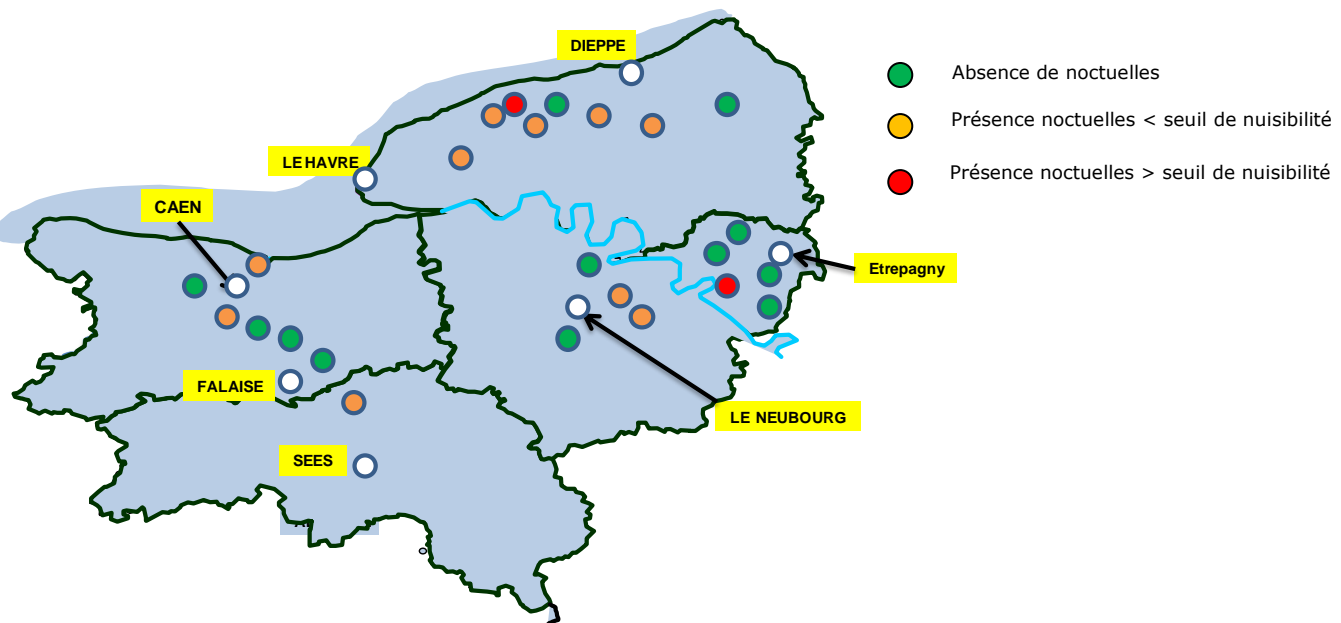 DIEPPE
Absence de noctuelles
Présence noctuelles < seuil de nuisibilité
LE HAVRE
Présence noctuelles > seuil de nuisibilité
CAEN
Etrepagny
FALAISE
LE NEUBOURG
SEES